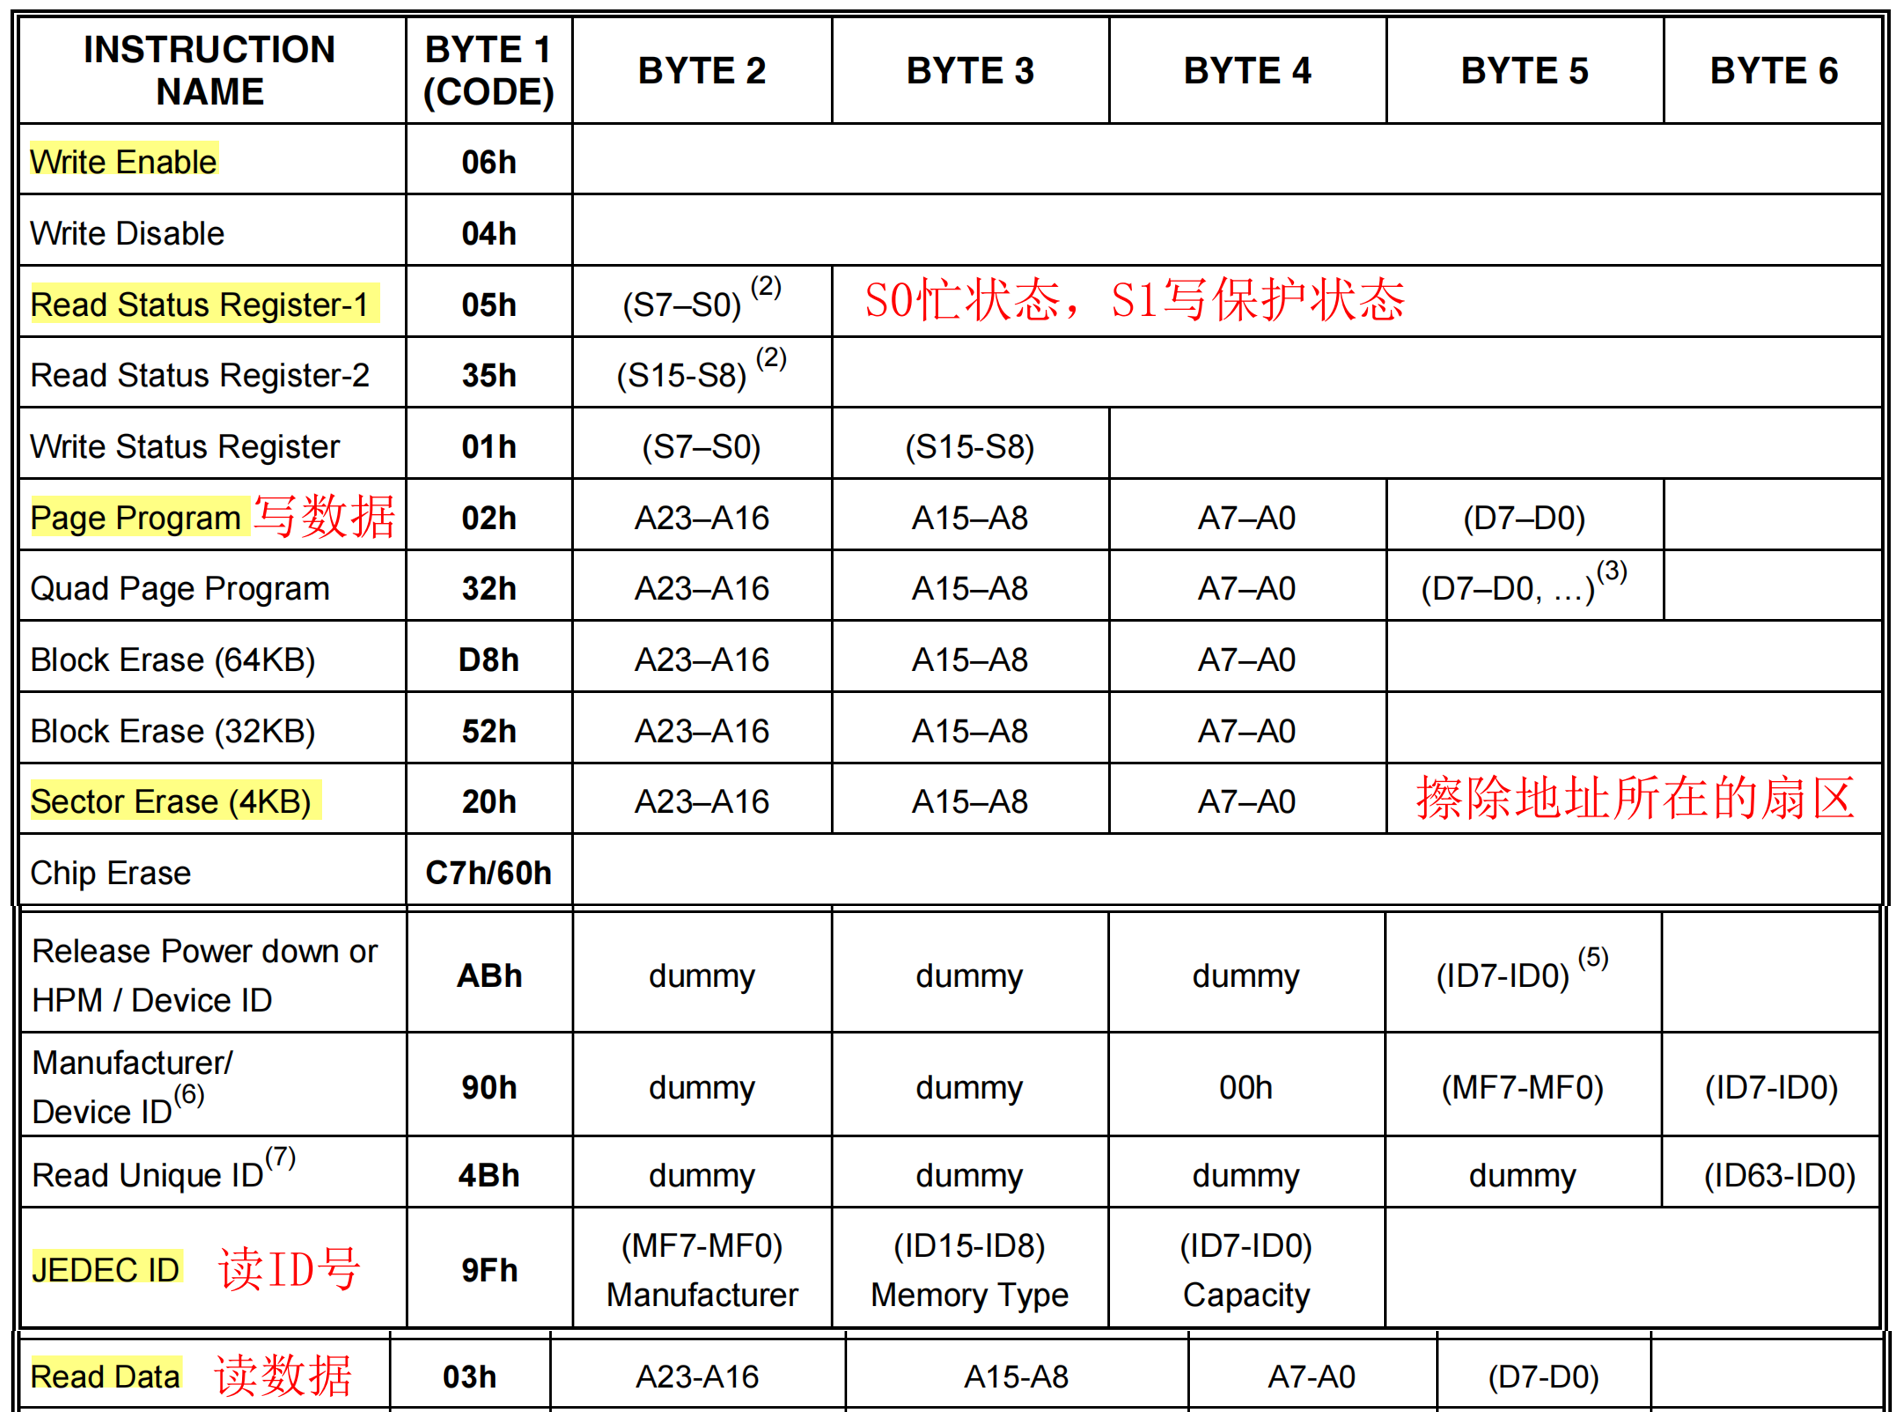 INSTRUCTION NAME BYTE 1 (CODE) BYTE 2 BYTE 3 BYTE 4 BYTE 5 BYTE 6
Write Enable 06h
Write Disable 04h
Read Status Register-1 05h (S7–S0) (2) S0忙状态，S1写保护状态
Read Status Register-2 35h (S15-S8) (2)
Write Status Register 01h (S7–S0) (S15-S8)
Page Program 写数据 02h A23–A16 A15–A8 A7–A0 (D7–D0)
Quad Page Program 32h A23–A16 A15–A8 A7–A0 (D7–D0, …)(3)
Block Erase (64KB) D8h A23–A16 A15–A8 A7–A0
Block Erase (32KB) 52h A23–A16 A15–A8 A7–A0
Sector Erase (4KB) 20h A23–A16 A15–A8 A7–A0 擦除地址所在的扇区
Chip Erase C7h/60h
Release Power down or HPM / Device ID ABh dummy dummy dummy (ID7-ID0) (5)
Manufacturer/ Device ID(6) 90h dummy dummy 00h (MF7-MF0) (ID7-ID0)
Read Unique ID(7) 4Bh dummy dummy dummy dummy (ID63-ID0)
JEDEC ID 读ID号 9Fh (MF7-MF0) Manufacturer (ID15-ID8) Memory Type (ID7-ID0) Capacity
Read Data 读数据 03h A23-A16 A15-A8 A7-A0 (D7-D0)